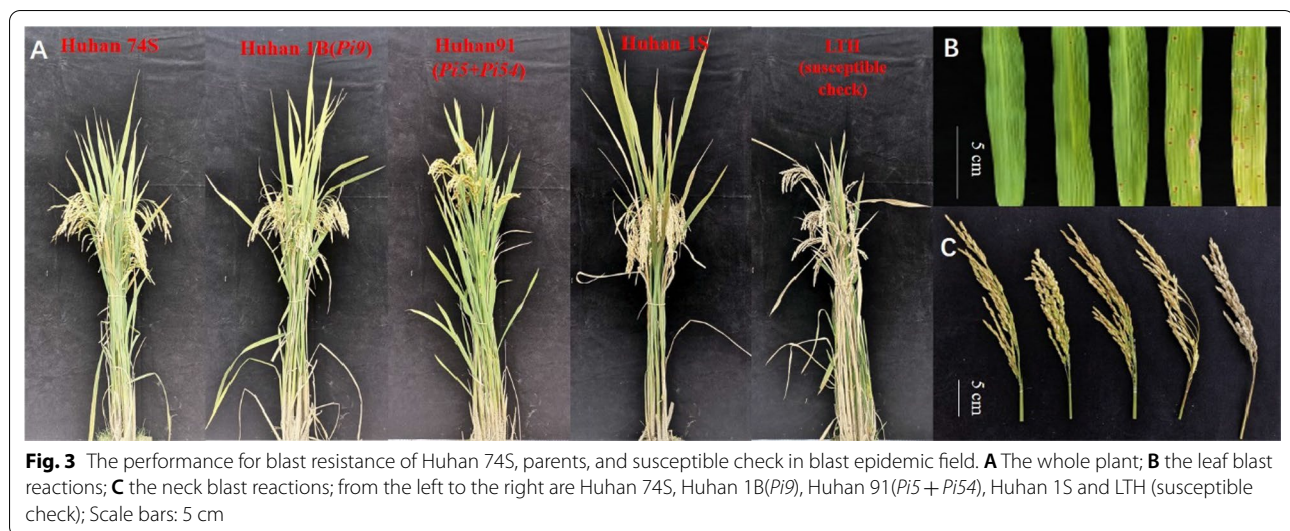 A
Huhan 74S
Huhan 1B(Pi9)
Huhan91
(Pi5+Pi54)
Huhan 1S
LTH
(susceptible
check)
B
5 cm
C
5 cm
Fig. 3 The performance for blast resistance of Huhan 74S, parents, and susceptible check in blast epidemic field. A The whole plant; B the leaf blast
reactions; C the neck blast reactions; from the left to the right are Huhan 74S, Huhan 1B(Pi9), Huhan 91(Pi5 + Pi54), Huhan 1S and LTH (susceptible
check); Scale bars: 5 cm